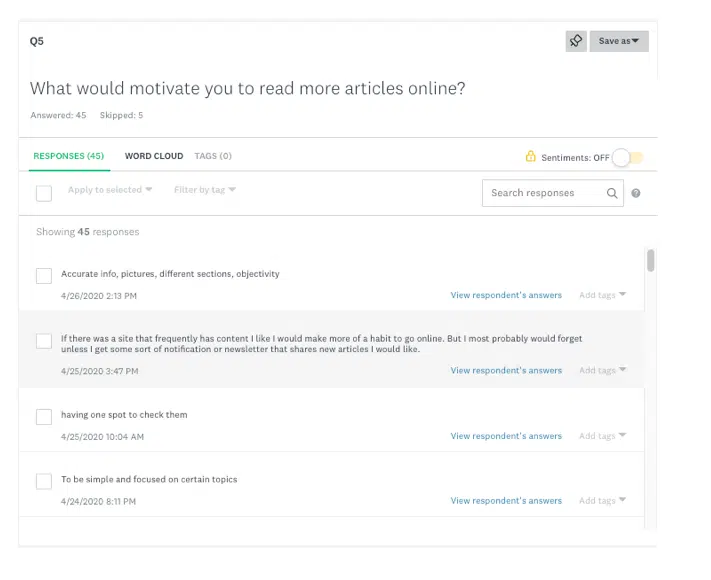 Q5
Save as
What would motivate you to read more articles online?
Answered: 45 Skipped: 5
RESPONSES (45) WORD CLOUD TAGS (0) Sentiments: OFF
Apply to selected Filter by tag Search responses ?
Showing 45 responses
Accurate info, pictures, different sections, objectivity
4/26/2020 2:13 PM View respondent's answers Add tags
If there was a site that frequently has content I like I would make more of a habit to go online. But I most probably would forget
unless I get some sort of notification or newsletter that shares new articles I would like.
4/25/2020 3:47 PM View respondent's answers Add tags
having one spot to check them
4/25/2020 10:04 AM View respondent's answers Add tags
To be simple and focused on certain topics
4/24/2020 8:11 PM View respondent's answers Add tags